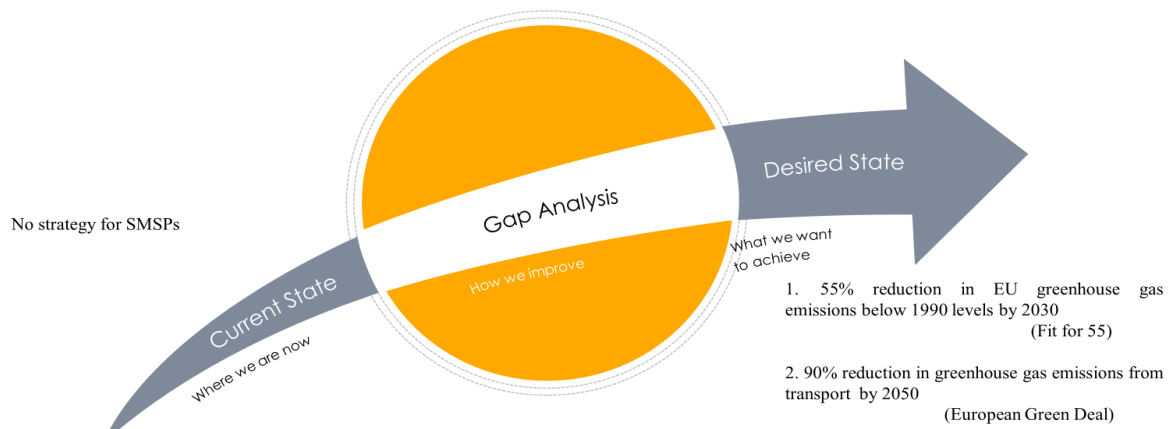 No strategy for SMSPs
Current State
Where we are now
Gap Analysis
How we improve
Desired State
What we want
to achieve
1. 55% reduction in EU greenhouse gas
emissions below 1990 levels by 2030
(Fit for 55)
2. 90% reduction in greenhouse gas emissions from
transport by 2050
(European Green Deal)